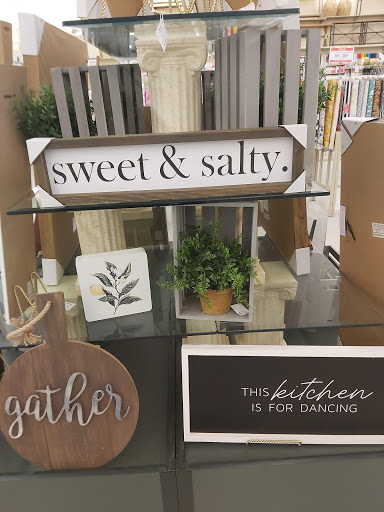 sweet & salty.
gather
THIS kitchen
IS FOR DANCING